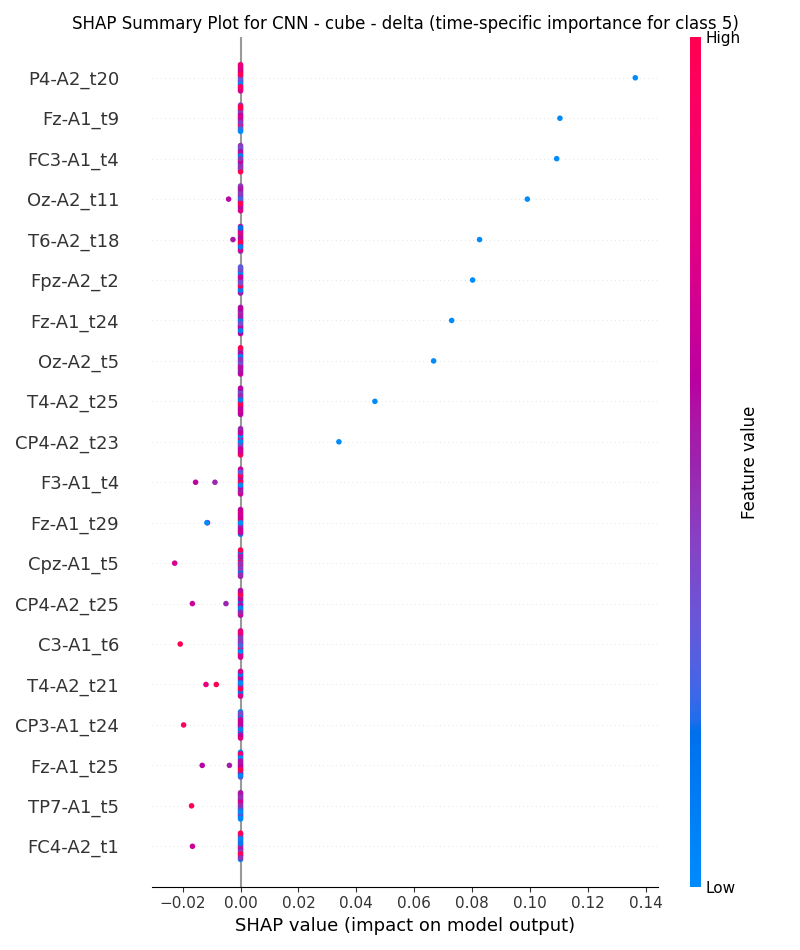 SHAP Summary Plot for CNN - cube - delta (time-specific importance for class 5)
High
P4-A2_t20
Fz-A1_t9
FC3-A1_t4
Oz-A2_t11
T6-A2_t18
Fpz-A2_t2
Fz-A1_t24
Oz-A2_t5
T4-A2_t25
CP4-A2_t23
F3-A1_t4
Fz-A1_t29
Cpz-A1_t5
CP4-A2_t25
C3-A1_t6
T4-A2_t21
CP3-A1_t24
Fz-A1_t25
TP7-A1_t5
FC4-A2_t1
Feature value
Low
−0.02 0.00 0.02 0.04 0.06 0.08 0.10 0.12 0.14
SHAP value (impact on model output)